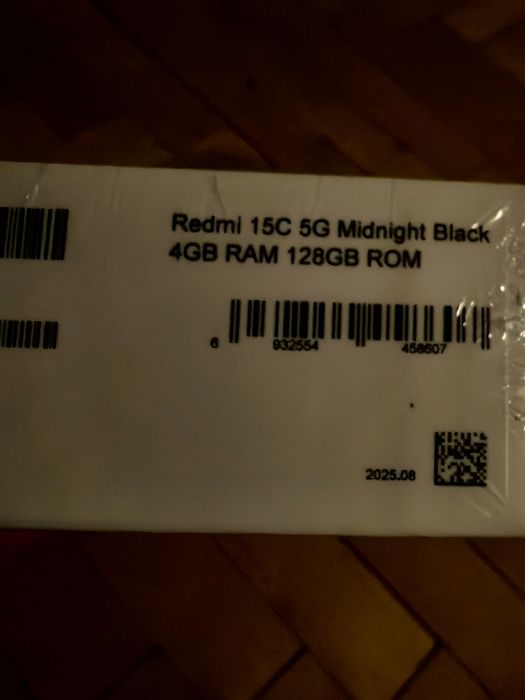 Redmi 15C 5G Midnight Black
4GB RAM 128GB ROM
6 932554 458607
2025.08